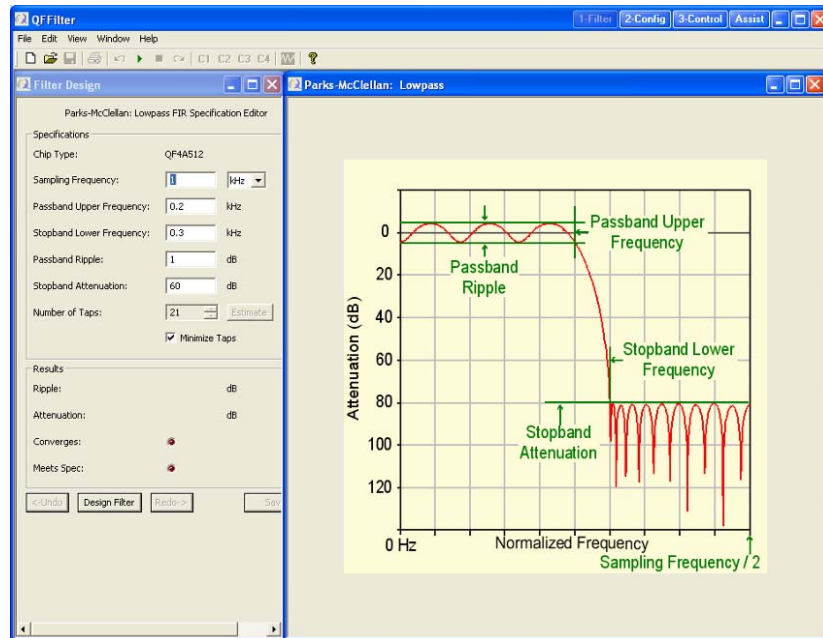 QFFilter
1-Filter 2-Config 3-Control Assist
File Edit View Window Help
C1 C2 C3 C4
Filter Design
Parks-McClellan: Lowpass FIR Specification Editor
Specifications
Chip Type: QF4A512
Sampling Frequency: 1 kHz
Passband Upper Frequency: 0.2 kHz
Stopband Lower Frequency: 0.3 kHz
Passband Ripple: 1 dB
Stopband Attenuation: 60 dB
Number of Taps: 21 Estimate
Minimize Taps
Results
Ripple: dB
Attenuation: dB
Converges:
Meets Spec:
<-Undo Design Filter Redo-> Sav
Parks-McClellan: Lowpass
Attenuation (dB)
0
20
40
60
80
100
120
Passband Upper
Frequency
Passband
Ripple
Stopband Lower
Frequency
Stopband
Attenuation
0 Hz
Normalized Frequency
Sampling Frequency / 2